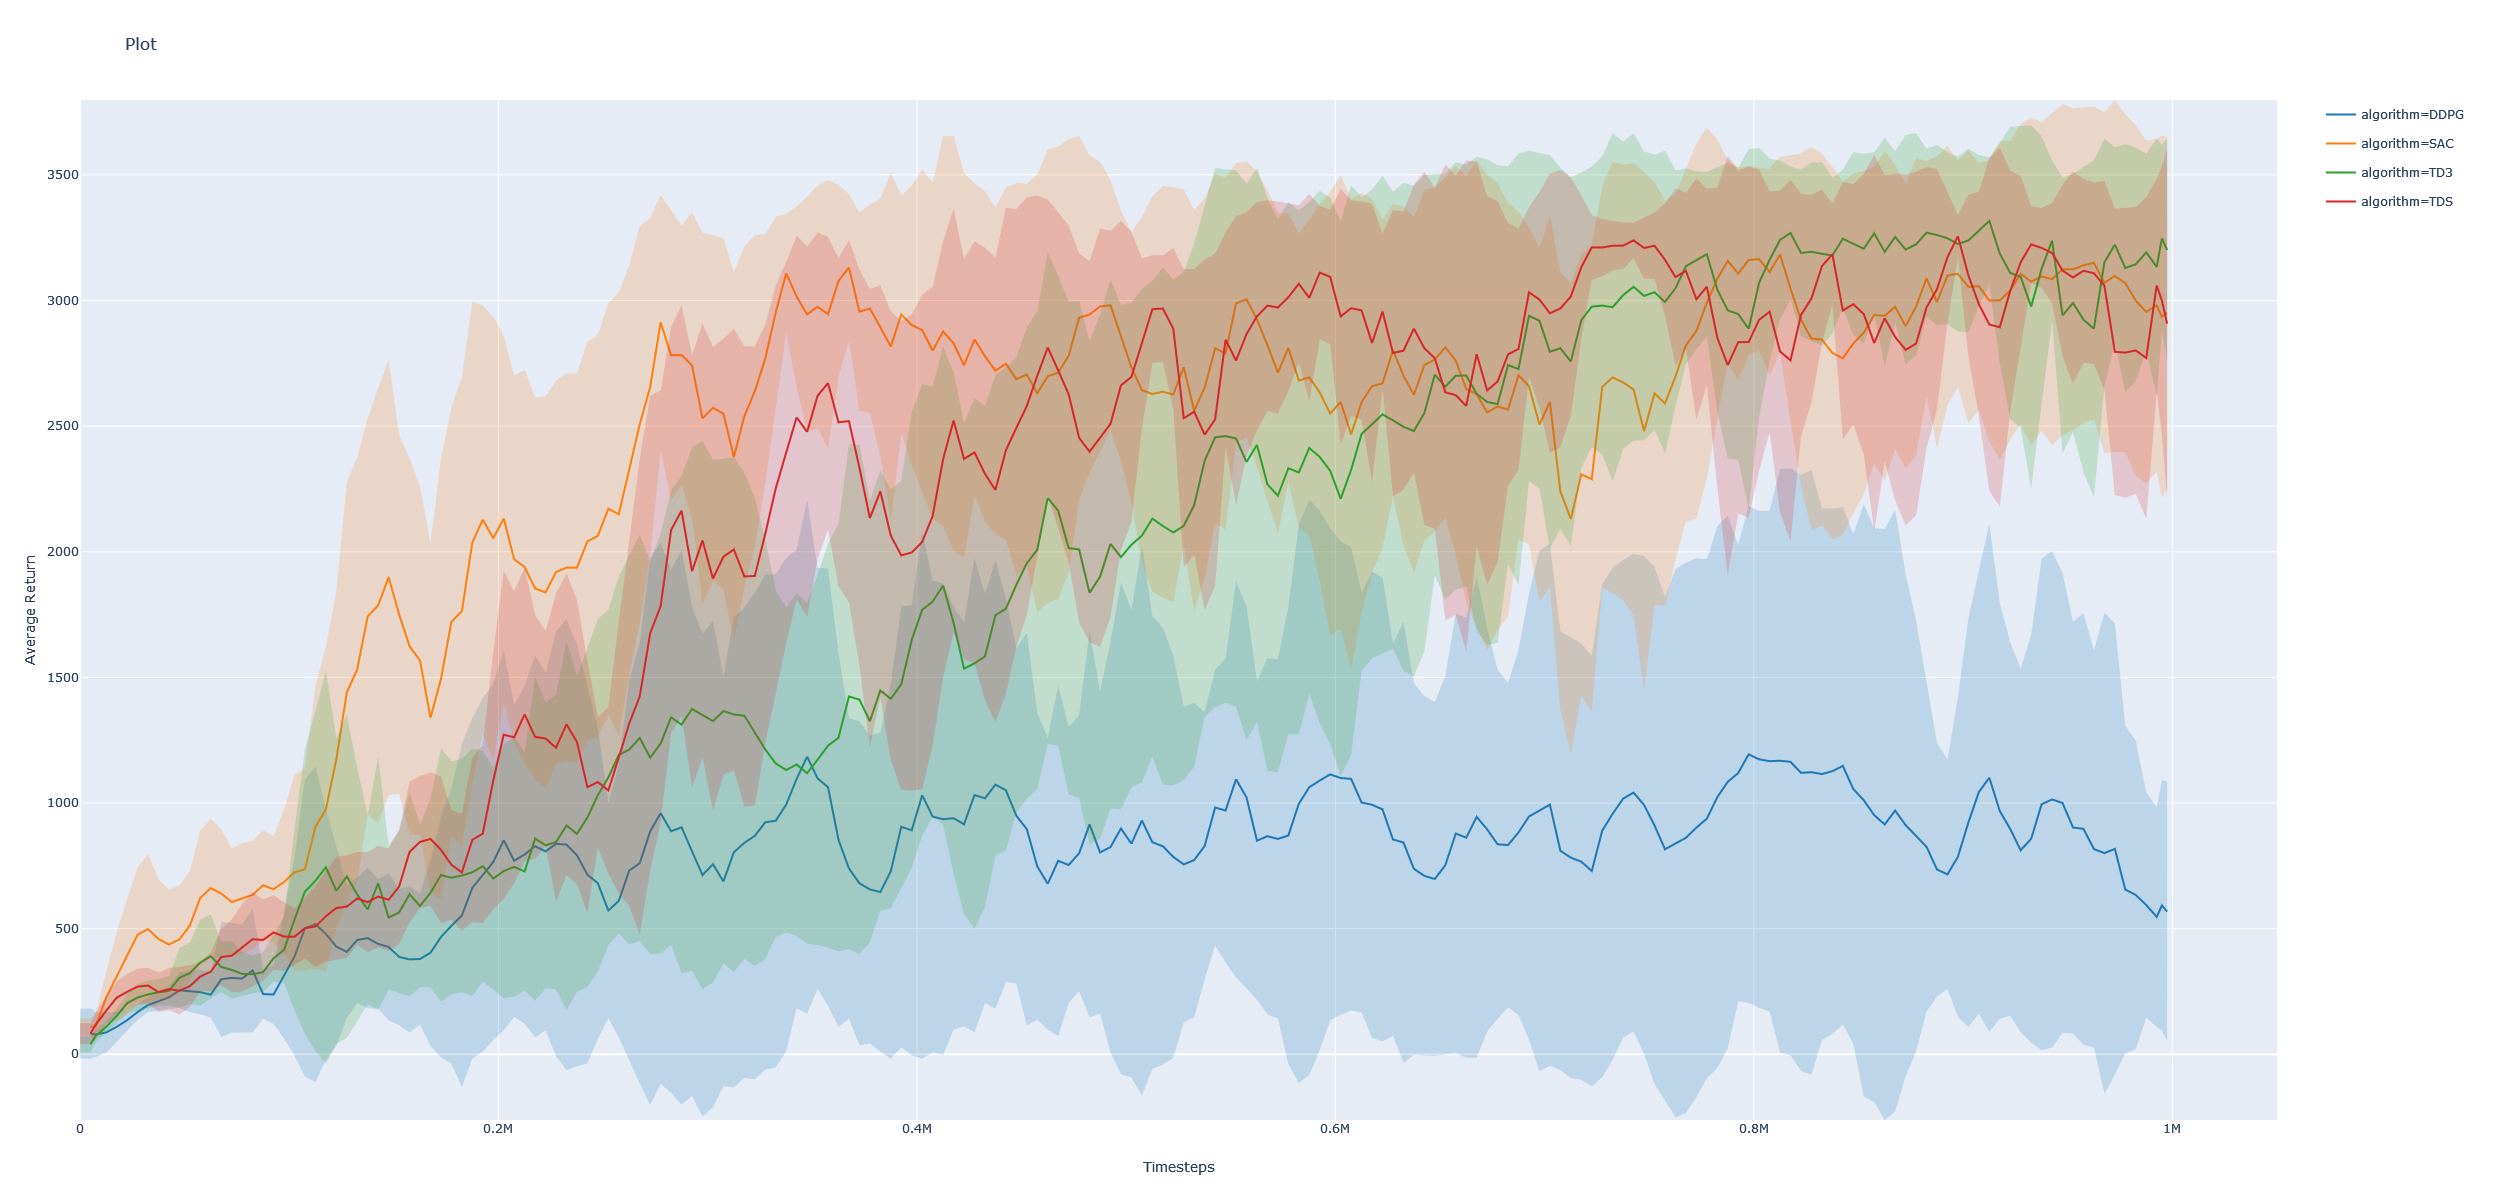 Plot
algorithm=DDPG
algorithm=SAC
algorithm=TD3
algorithm=TDS
3500
3000
2500
2000
1500
1000
500
0
Average Return
0 0.2M 0.4M 0.6M 0.8M 1M
Timesteps